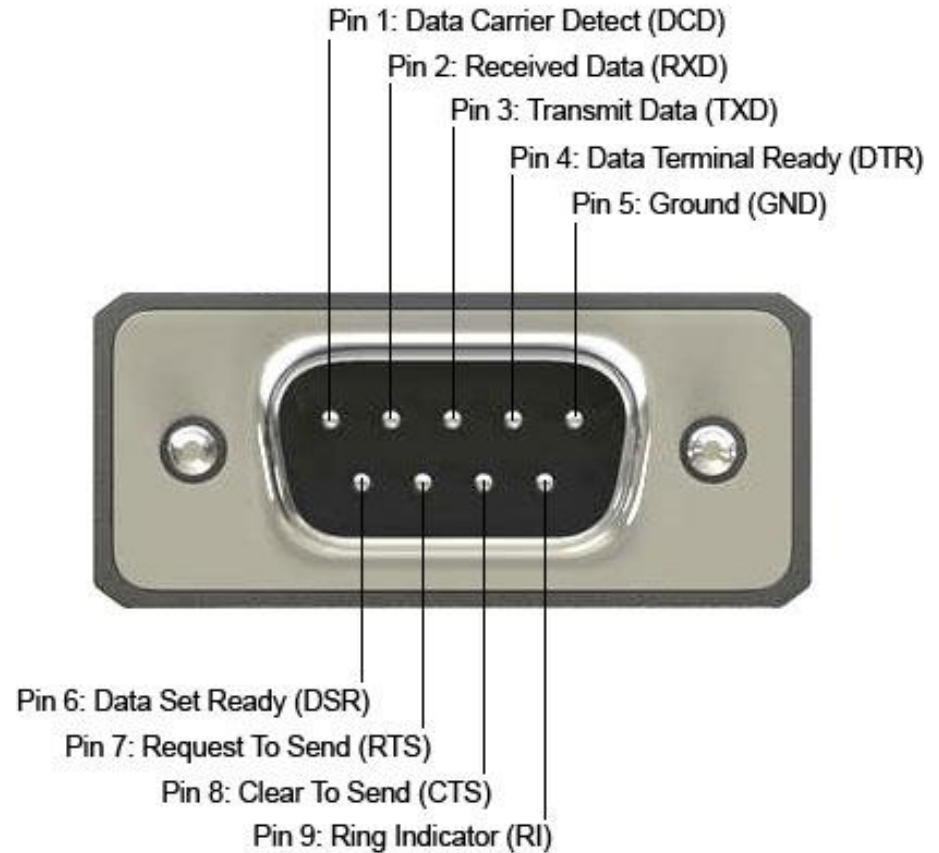 Pin 1: Data Carrier Detect (DCD)
Pin 2: Received Data (RXD)
Pin 3: Transmit Data (TXD)
Pin 4: Data Terminal Ready (DTR)
Pin 5: Ground (GND)
Pin 6: Data Set Ready (DSR)
Pin 7: Request To Send (RTS)
Pin 8: Clear To Send (CTS)
Pin 9: Ring Indicator (RI)